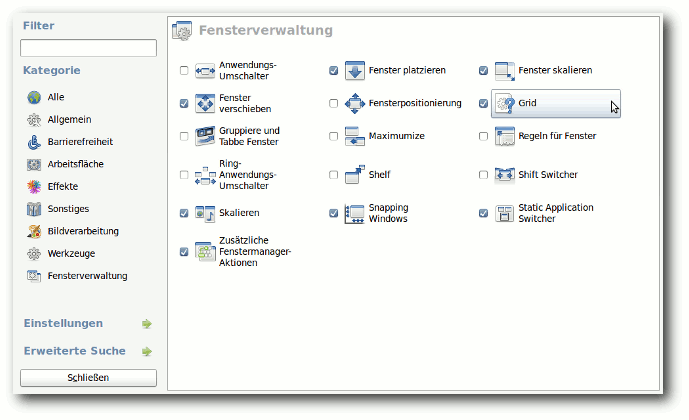 Filter
Kategorie
Alle
Allgemein
Barrierefreiheit
Arbeitsfläche
Effekte
Sonstiges
Bildverarbeitung
Werkzeuge
Fensterverwaltung
Einstellungen
Erweiterte Suche
Schließen
Fensterverwaltung
Anwendungs-
Umschalter
Fenster platzieren
Fenster skalieren
Fenster
verschieben
Fensterpositionierung
Grid
Gruppiere und
Tabbe Fenster
Maximumize
Regeln für Fenster
Ring-
Anwendungs-
Umschalter
Shelf
Shift Switcher
Skalieren
Snapping
Windows
Static Application
Switcher
Zusätzliche
Fenstermanager-
Aktionen